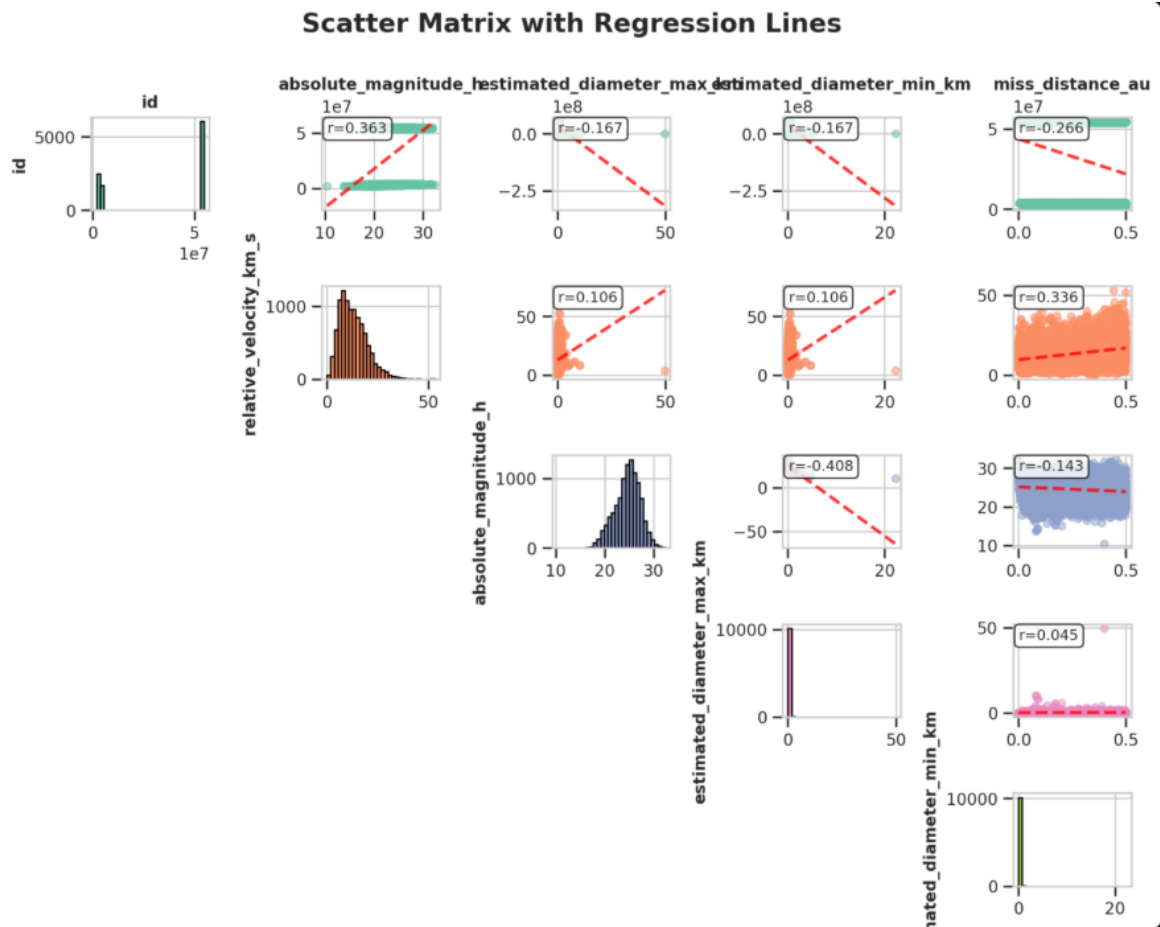 Scatter Matrix with Regression Lines
id
absolute_magnitude_h
estimated_diameter_max_km
estimated_diameter_min_km
miss_distance_au
id
5000
0
0
5
1e7
1e7
r=0.363
5
0
10 20 30
1e8
r=-0.167
0.0
−2.5
0 50
1e8
r=-0.167
0.0
−2.5
0 20
1e7
r=-0.266
5
0
0.0 0.5
relative_velocity_km_s
1000
0
0 50
r=0.106
50
0
0 50
r=0.106
50
0
0 20
r=0.336
50
0
0.0 0.5
absolute_magnitude_h
1000
0
10 20 30
r=-0.408
0
−50
0 20
r=-0.143
30
20
10
0.0 0.5
estimated_diameter_max_km
10000
0
0 50
r=0.045
50
0
0.0 0.5
nated_diameter_min_km
10000
0
0 20